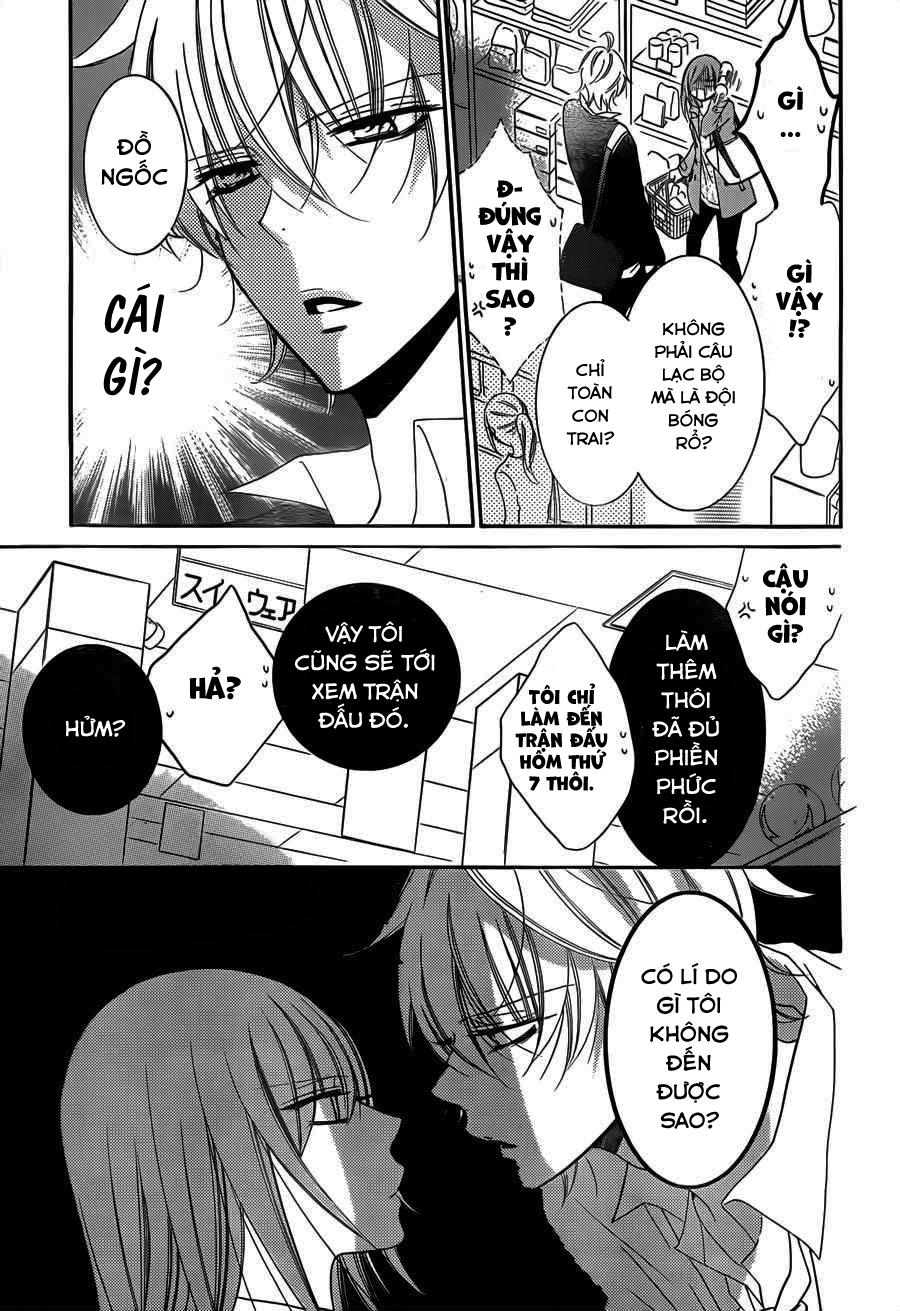 GÌ
...
GÌ
VẬY
!?
KHÔNG
PHẢI CÂU
LẠC BỘ
MÀ LÀ ĐỘI
BÓNG
RỔ?
CHỈ
TOÀN
CON
TRAI?
Đ-
ĐÚNG
VẬY
THÌ
SAO
?
ĐỒ
NGỐC
CÁI
GÌ?
CẬU
NÓI
GÌ?
LÀM
THÊM
THÔI
ĐÃ ĐỦ
PHIỀN
PHỨC
RỒI.
TÔI CHỈ
LÀM ĐẾN
TRẬN ĐẤU
HÔM THỨ
7 THÔI.
VẬY TÔI
CŨNG SẼ TỚI
XEM TRẬN
ĐẤU ĐÓ.
HẢ?
HỬM?
スイ ウェア
CÓ LÍ DO
GÌ TÔI
KHÔNG
ĐẾN
ĐƯỢC
SAO?